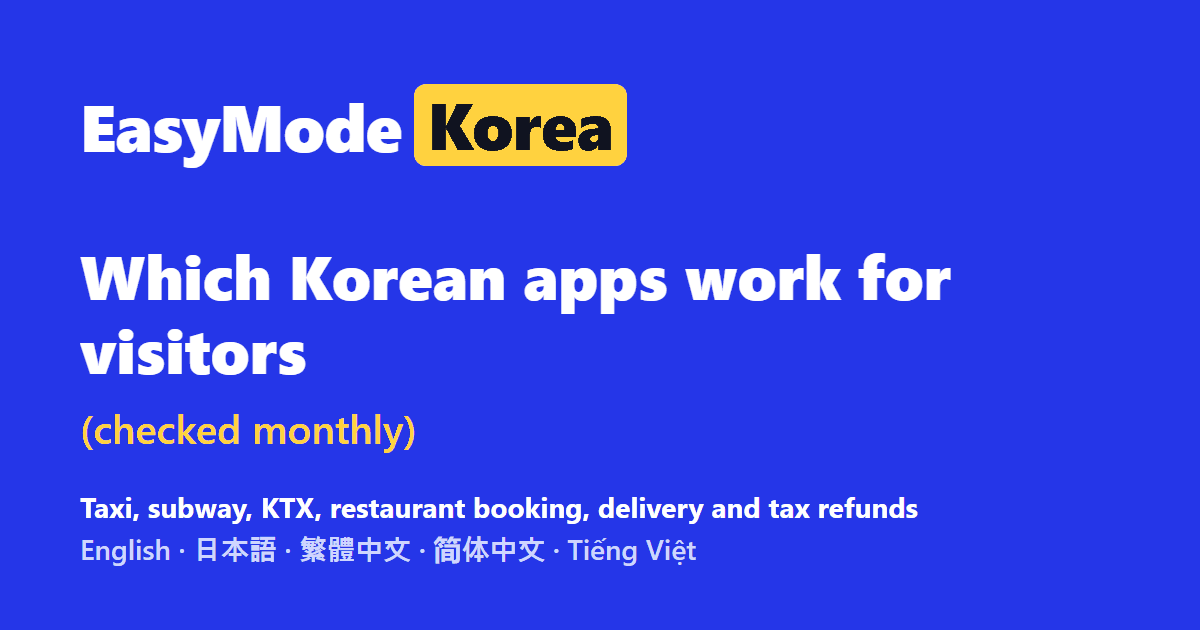 EasyMode Korea
Which Korean apps work for
visitors
(checked monthly)
Taxi, subway, KTX, restaurant booking, delivery and tax refunds
English · 日本語 · 繁體中文 · 简体中文 · Tiếng Việt